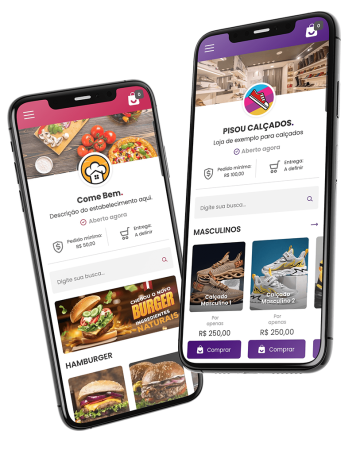 0
Come Bem.
Descrição do estabelecimento aqui.
Aberto agora
Pedido mínimo:
R$ 50,00
Entrega:
A definir
Digite sua busca...
CHEGOU O NOVO
BURGER
INGREDIENTES
NATURAIS
HAMBURGER
0
PISOU CALÇADOS.
Loja de exemplo para calçados
Aberto agora
Pedido mínimo:
R$ 100,00
Entrega:
A definir
Digite sua busca...
MASCULINOS
Calçado
Masculino 1
Calçado
Masculino 2
Por
apenas
R$ 250,00
Por
apenas
R$ 250,00
Comprar
Comprar